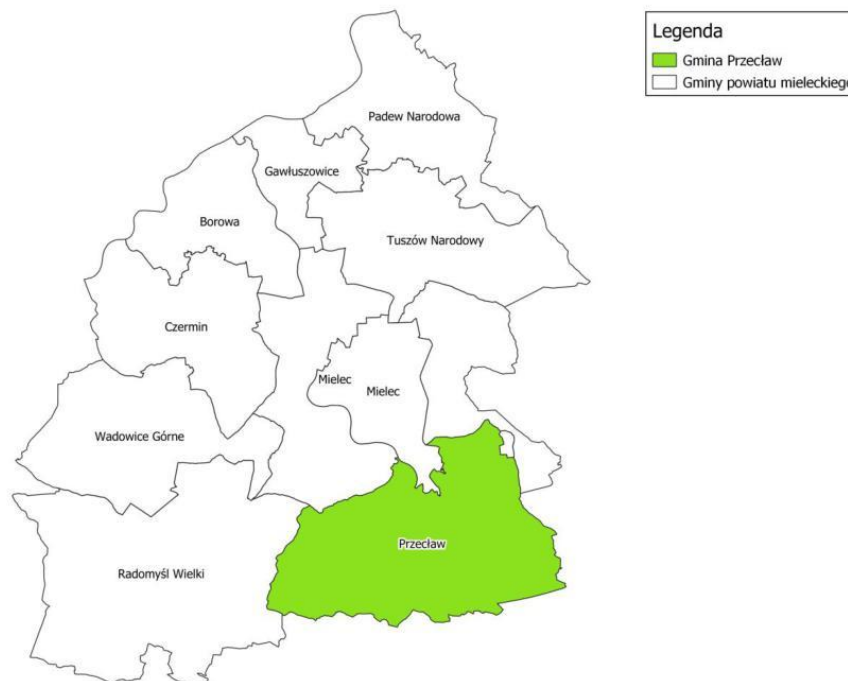 Legenda
Gmina Przecław
Gminy powiatu mieleckiego
Padew Narodowa
Gawłuszowice
Borowa
Tuszów Narodowy
Czermin
Mielec
Mielec
Wadowice Górne
Przecław
Radomyśl Wielki